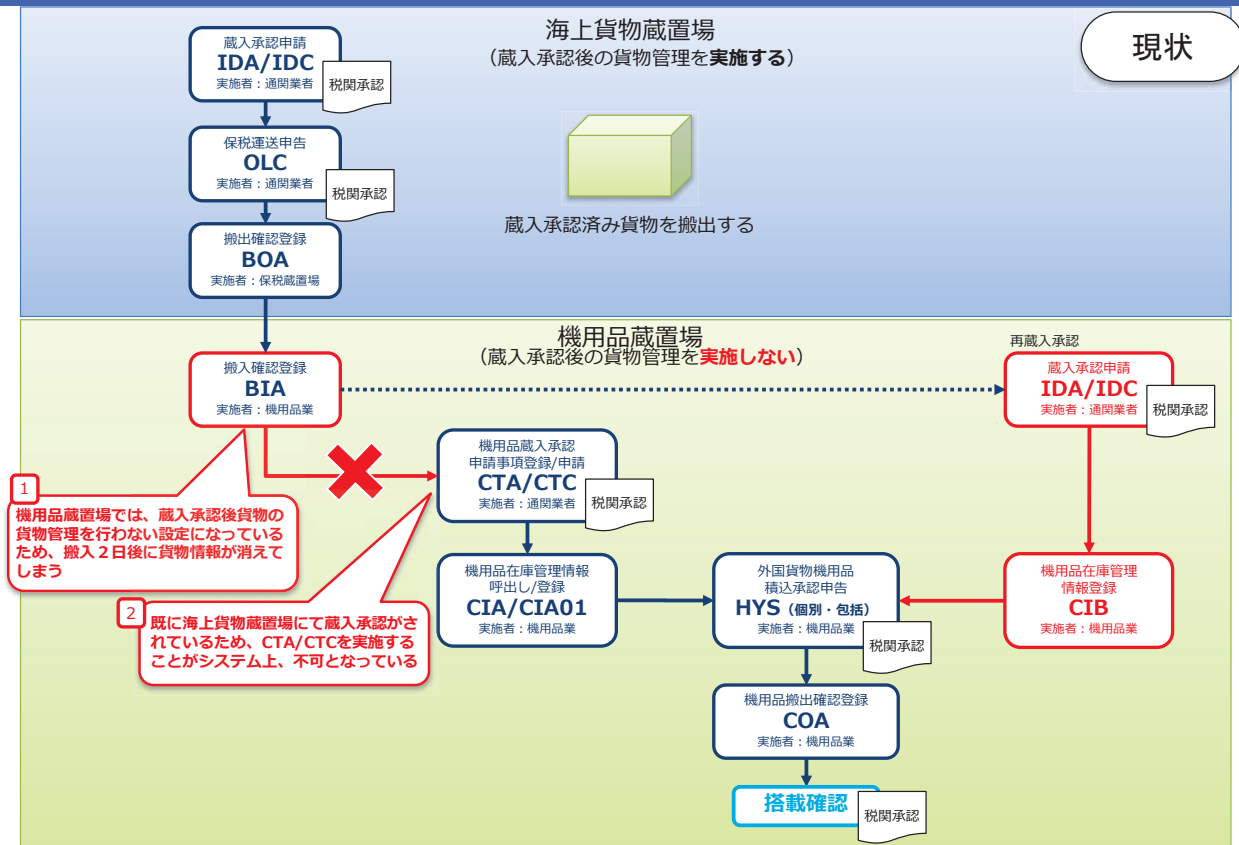 海上貨物蔵置場
（蔵入承認後の貨物管理を実施する）
現状
蔵入承認申請
IDA/IDC
実施者：通関業者
税関承認
保税運送申告
OLC
実施者：通関業者
税関承認
搬出確認登録
BOA
実施者：保税蔵置場
蔵入承認済み貨物を搬出する
機用品蔵置場
（蔵入承認後の貨物管理を実施しない）
搬入確認登録
BIA
実施者：機用品業
再蔵入承認
蔵入承認申請
IDA/IDC
実施者：通関業者
税関承認
1
機用品蔵置場では、蔵入承認後貨物の
貨物管理を行わない設定になっている
ため、搬入２日後に貨物情報が消えて
しまう
機用品蔵入承認
申請事項登録/申請
CTA/CTC
実施者：通関業者
税関承認
2
既に海上貨物蔵置場にて蔵入承認がさ
れているため、CTA/CTCを実施する
ことがシステム上、不可となっている
機用品在庫管理情報
呼出し/登録
CIA/CIA01
実施者：機用品業
外国貨物機用品
積込承認申告
HYS（個別・包括）
実施者：機用品業
税関承認
機用品在庫管理
情報登録
CIB
実施者：機用品業
機用品搬出確認登録
COA
実施者：機用品業
搭載確認
税関承認